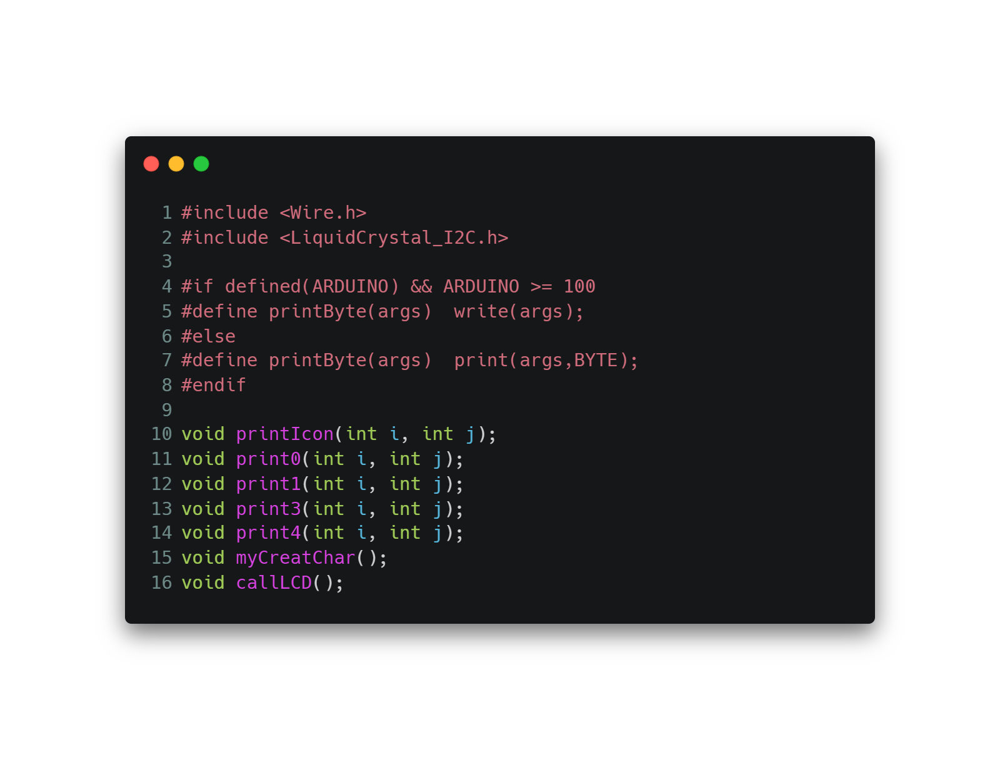 1 #include <Wire.h>
2 #include <LiquidCrystal_I2C.h>
3
4 #if defined(ARDUINO) && ARDUINO >= 100
5 #define printByte(args)  write(args);
6 #else
7 #define printByte(args)  print(args,BYTE);
8 #endif
9
10 void printIcon(int i, int j);
11 void print0(int i, int j);
12 void print1(int i, int j);
13 void print3(int i, int j);
14 void print4(int i, int j);
15 void myCreatChar();
16 void callLCD();